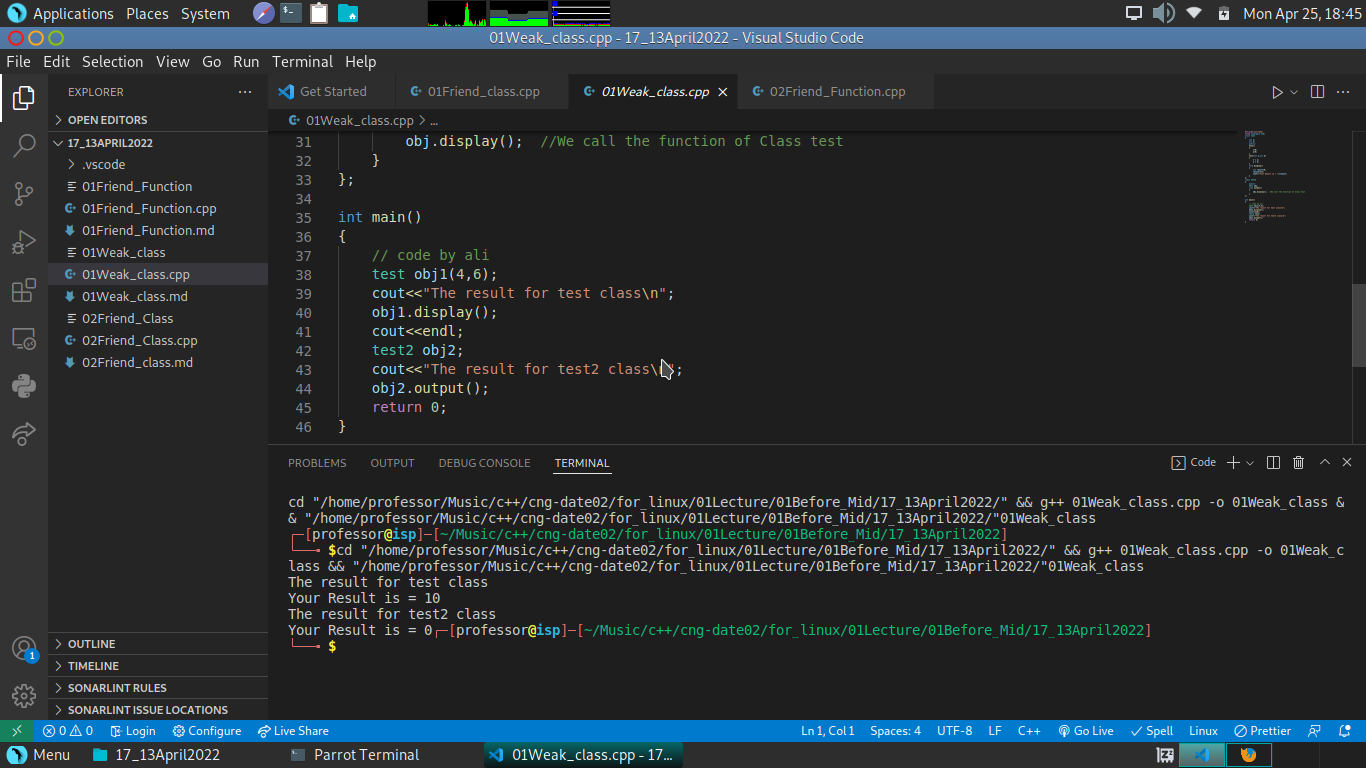 Applications Places System
Mon Apr 25, 18:45
01Weak_class.cpp - 17_13April2022 - Visual Studio Code
File Edit Selection View Go Run Terminal Help
EXPLORER
Get Started
01Friend_class.cpp
01Weak_class.cpp
02Friend_Function.cpp
OPEN EDITORS
17_13APRIL2022
.vscode
01Friend_Function
01Friend_Function.cpp
01Friend_Function.md
01Weak_class
01Weak_class.cpp
01Weak_class.md
02Friend_Class
02Friend_Class.cpp
02Friend_class.md
1
OUTLINE
TIMELINE
SONARLINT RULES
SONARLINT ISSUE LOCATIONS
01Weak_class.cpp > ...
31 obj.display(); //We call the function of Class test
32 }
33 };
34
35 int main()
36 {
37 // code by ali
38 test obj1(4,6);
39 cout<<"The result for test class\n";
40 obj1.display();
41 cout<<endl;
42 test2 obj2;
43 cout<<"The result for test2 class\n";
44 obj2.output();
45 return 0;
46 }
PROBLEMS OUTPUT DEBUG CONSOLE TERMINAL
Code
cd "/home/professor/Music/c++/cng-date02/for_linux/01Lecture/01Before_Mid/17_13April2022/" && g++ 01Weak_class.cpp -o 01Weak_class &
& "/home/professor/Music/c++/cng-date02/for_linux/01Lecture/01Before_Mid/17_13April2022/"01Weak_class
┌─[professor@isp]─[~/Music/c++/cng-date02/for_linux/01Lecture/01Before_Mid/17_13April2022]
└──╼ $cd "/home/professor/Music/c++/cng-date02/for_linux/01Lecture/01Before_Mid/17_13April2022/" && g++ 01Weak_class.cpp -o 01Weak_c
lass && "/home/professor/Music/c++/cng-date02/for_linux/01Lecture/01Before_Mid/17_13April2022/"01Weak_class
The result for test class
Your Result is = 10
The result for test2 class
Your Result is = 0┌─[professor@isp]─[~/Music/c++/cng-date02/for_linux/01Lecture/01Before_Mid/17_13April2022]
└──╼ $
0 0 Login Configure Live Share
Ln 1, Col 1 Spaces: 4 UTF-8 LF C++ Go Live Spell Linux Prettier
Menu 17_13April2022 Parrot Terminal 01Weak_class.cpp - 17...